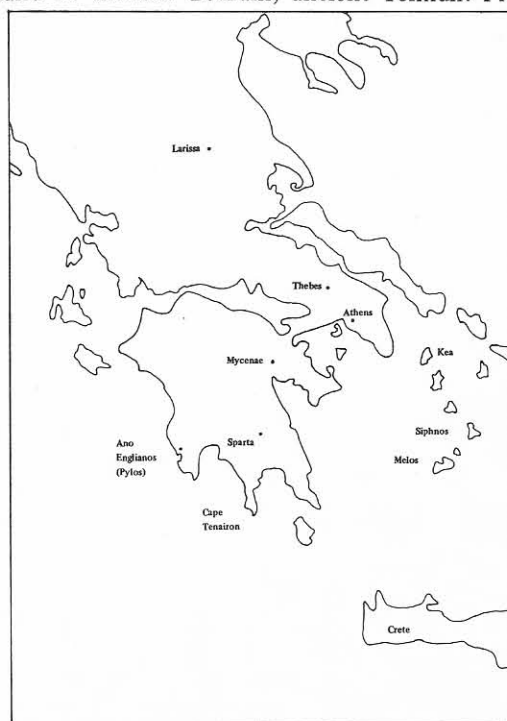 Larissa
Thebes
Athens
Mycenae
Kea
Ano
Englianos
(Pylos)
Sparta
Siphnos
Melos
Cape
Tenairon
Crete